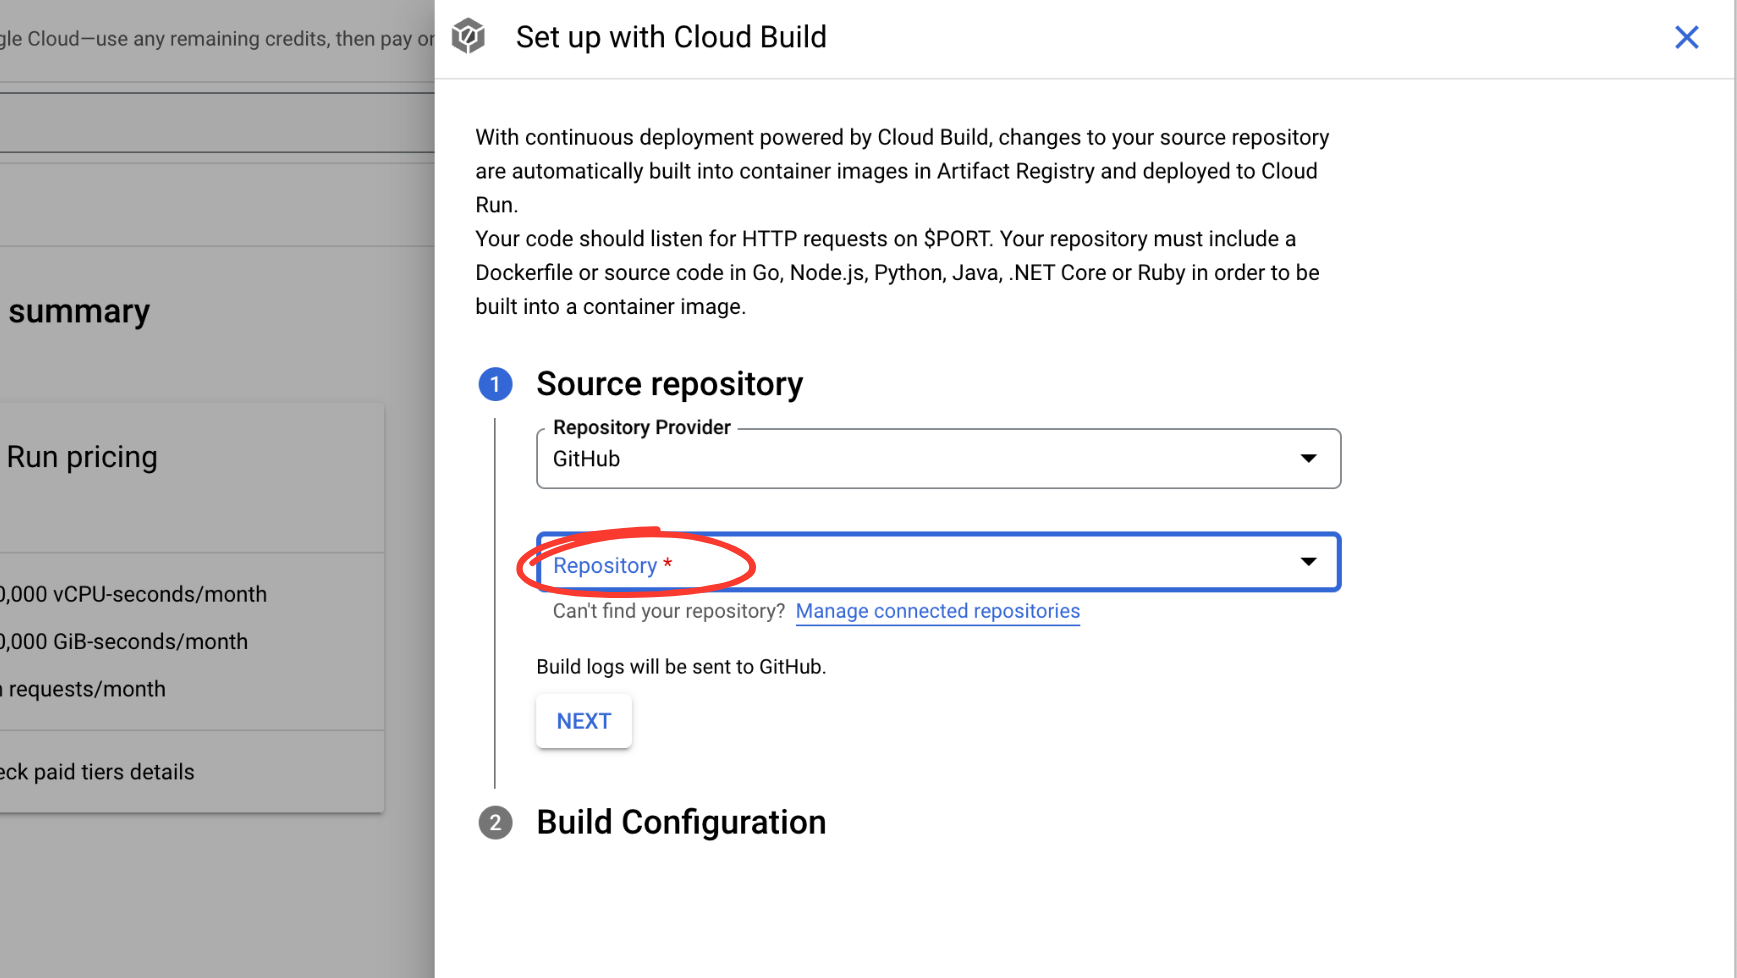 gle Cloud—use any remaining credits, then pay
Set up with Cloud Build
With continuous deployment powered by Cloud Build, changes to your source repository
are automatically built into container images in Artifact Registry and deployed to Cloud
Run.
Your code should listen for HTTP requests on $PORT. Your repository must include a
Dockerfile or source code in Go, Node.js, Python, Java, .NET Core or Ruby in order to be
built into a container image.
summary
Run pricing
0,000 vCPU-seconds/month
0,000 GiB-seconds/month
requests/month
eck paid tiers details
1 Source repository
Repository Provider
GitHub
Repository *
Can't find your repository? Manage connected repositories
Build logs will be sent to GitHub.
NEXT
2 Build Configuration